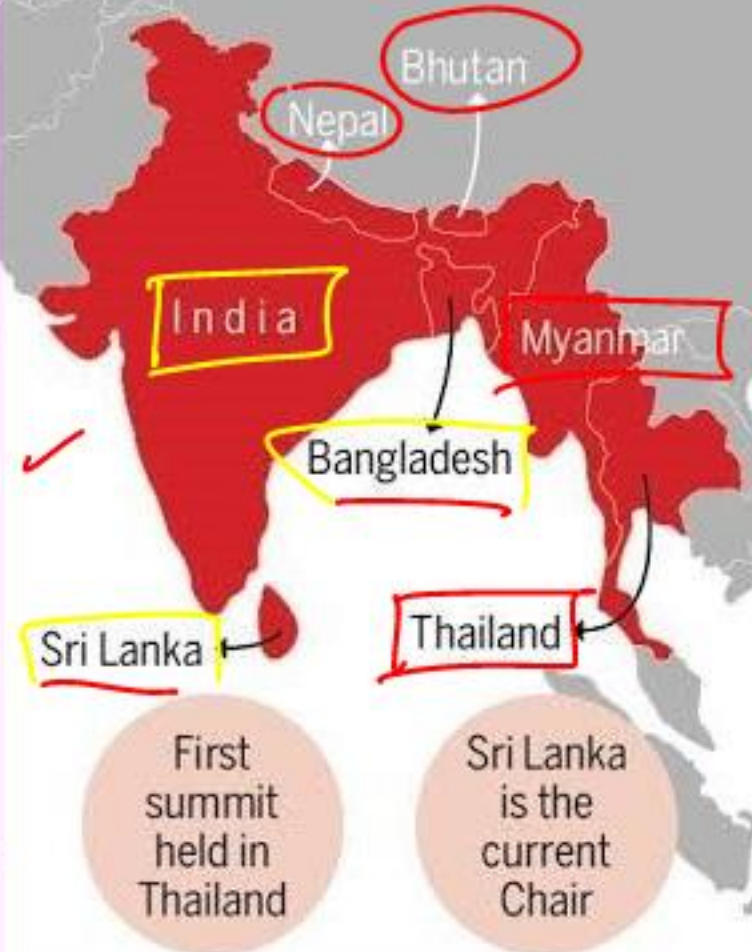 Bhutan
Nepal
India
Myanmar
Bangladesh
Sri Lanka
Thailand
First
summit
held in
Thailand
Sri Lanka
is the
current
Chair